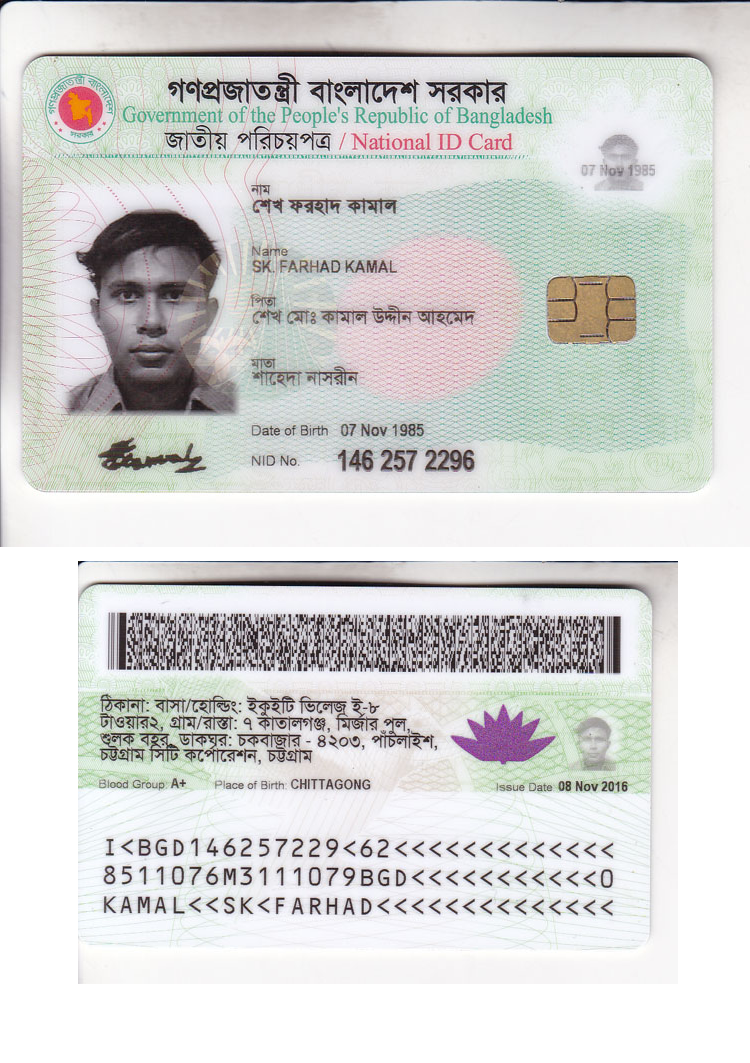 গণপ্রজাতন্ত্রী বাংলাদেশ সরকার
Government of the People's Republic of Bangladesh
জাতীয় পরিচয়পত্র / National ID Card
গণপ্রজাতন্ত্রী বাংলাদেশ
সরকার
07 Nov 1985
নাম
শেখ ফরহাদ কামাল
Name
SK. FARHAD KAMAL
পিতা
শেখ মোঃ কামাল উদ্দীন আহমেদ
মাতা
শাহেদা নাসরীন
Date of Birth 07 Nov 1985
NID No. 146 257 2296
ঠিকানা: বাসা/হোল্ডিং: ইকুইটি ভিলেজ ই-৮
টাওয়ার২, গ্রাম/রাস্তা: ৭ কাতালগঞ্জ, মির্জার পুল,
শুলক বহর, ডাকঘর: চকবাজার - ৪২০৩, পাঁচলাইশ,
চট্টগ্রাম সিটি কর্পোরেশন, চট্টগ্রাম
Blood Group: A+ Place of Birth: CHITTAGONG Issue Date: 08 Nov 2016
I<BGD146257229<62<<<<<<<<<<<<<
8511076M3111079BGD<<<<<<<<<<<0
KAMAL<<SK<FARHAD<<<<<<<<<<<<<<